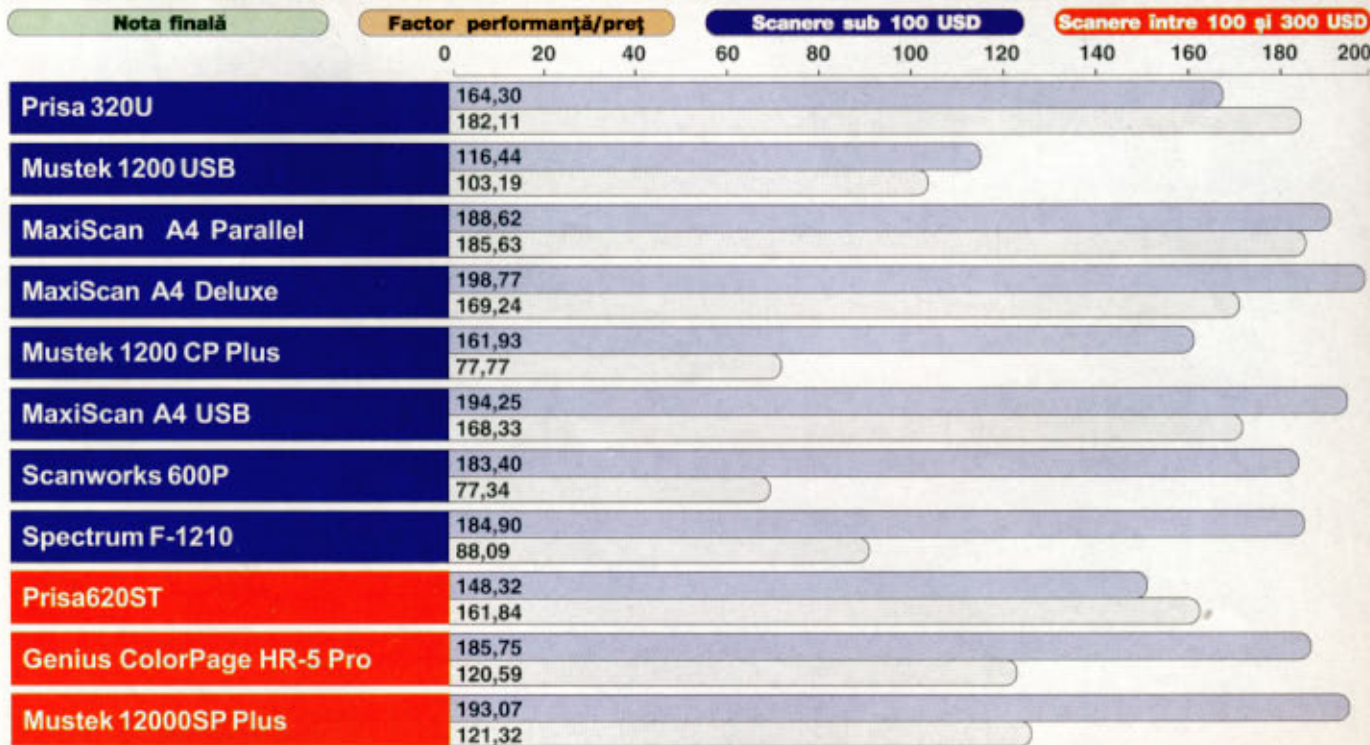 Nota finală Factor performanţă/preţ Scanere sub 100 USD Scanere între 100 şi 300 USD
0 20 40 60 80 100 120 140 160 180 200
Prisa 320U
164,30
182,11
Mustek 1200 USB
116,44
103,19
MaxiScan A4 Parallel
188,62
185,63
MaxiScan A4 Deluxe
198,77
169,24
Mustek 1200 CP Plus
161,93
77,77
MaxiScan A4 USB
194,25
168,33
Scanworks 600P
183,40
77,34
Spectrum F-1210
184,90
88,09
Prisa620ST
148,32
161,84
Genius ColorPage HR-5 Pro
185,75
120,59
Mustek 12000SP Plus
193,07
121,32